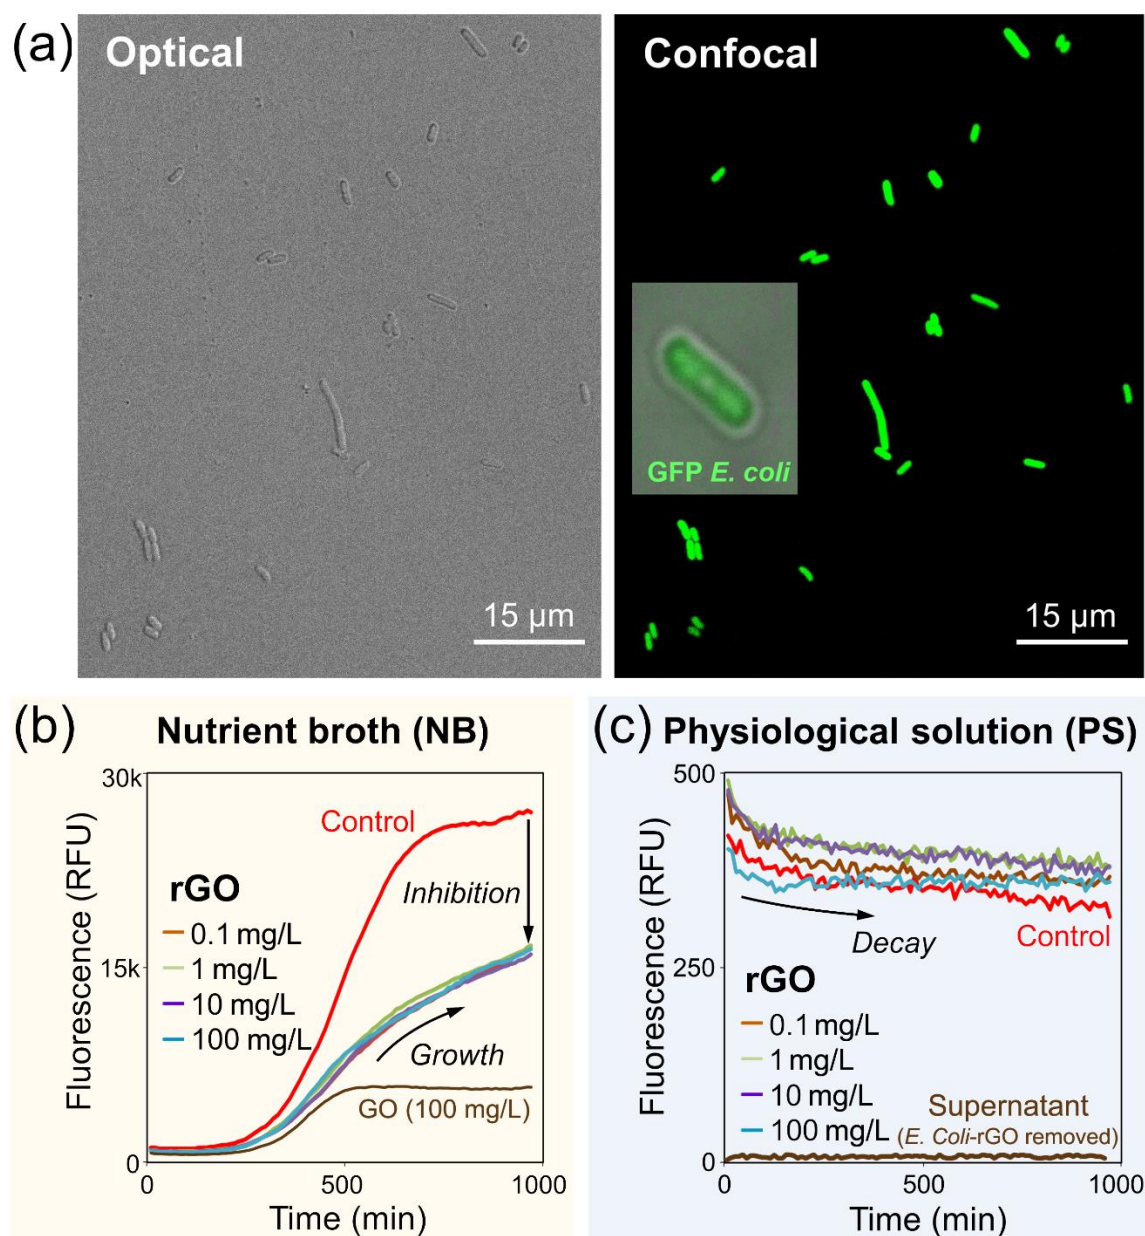 (a)
Optical
15 µm
Confocal
GFP E. coli
15 µm
(b)
Nutrient broth (NB)
Fluorescence (RFU)
30k
15k
0
Control
Inhibition
rGO
0.1 mg/L
1 mg/L
10 mg/L
100 mg/L
Growth
GO (100 mg/L)
0
500
1000
Time (min)
(c)
Physiological solution (PS)
Fluorescence (RFU)
500
250
0
Decay
Control
rGO
0.1 mg/L
1 mg/L
10 mg/L
100 mg/L
Supernatant
(E. Coli-rGO removed)
0
500
1000
Time (min)